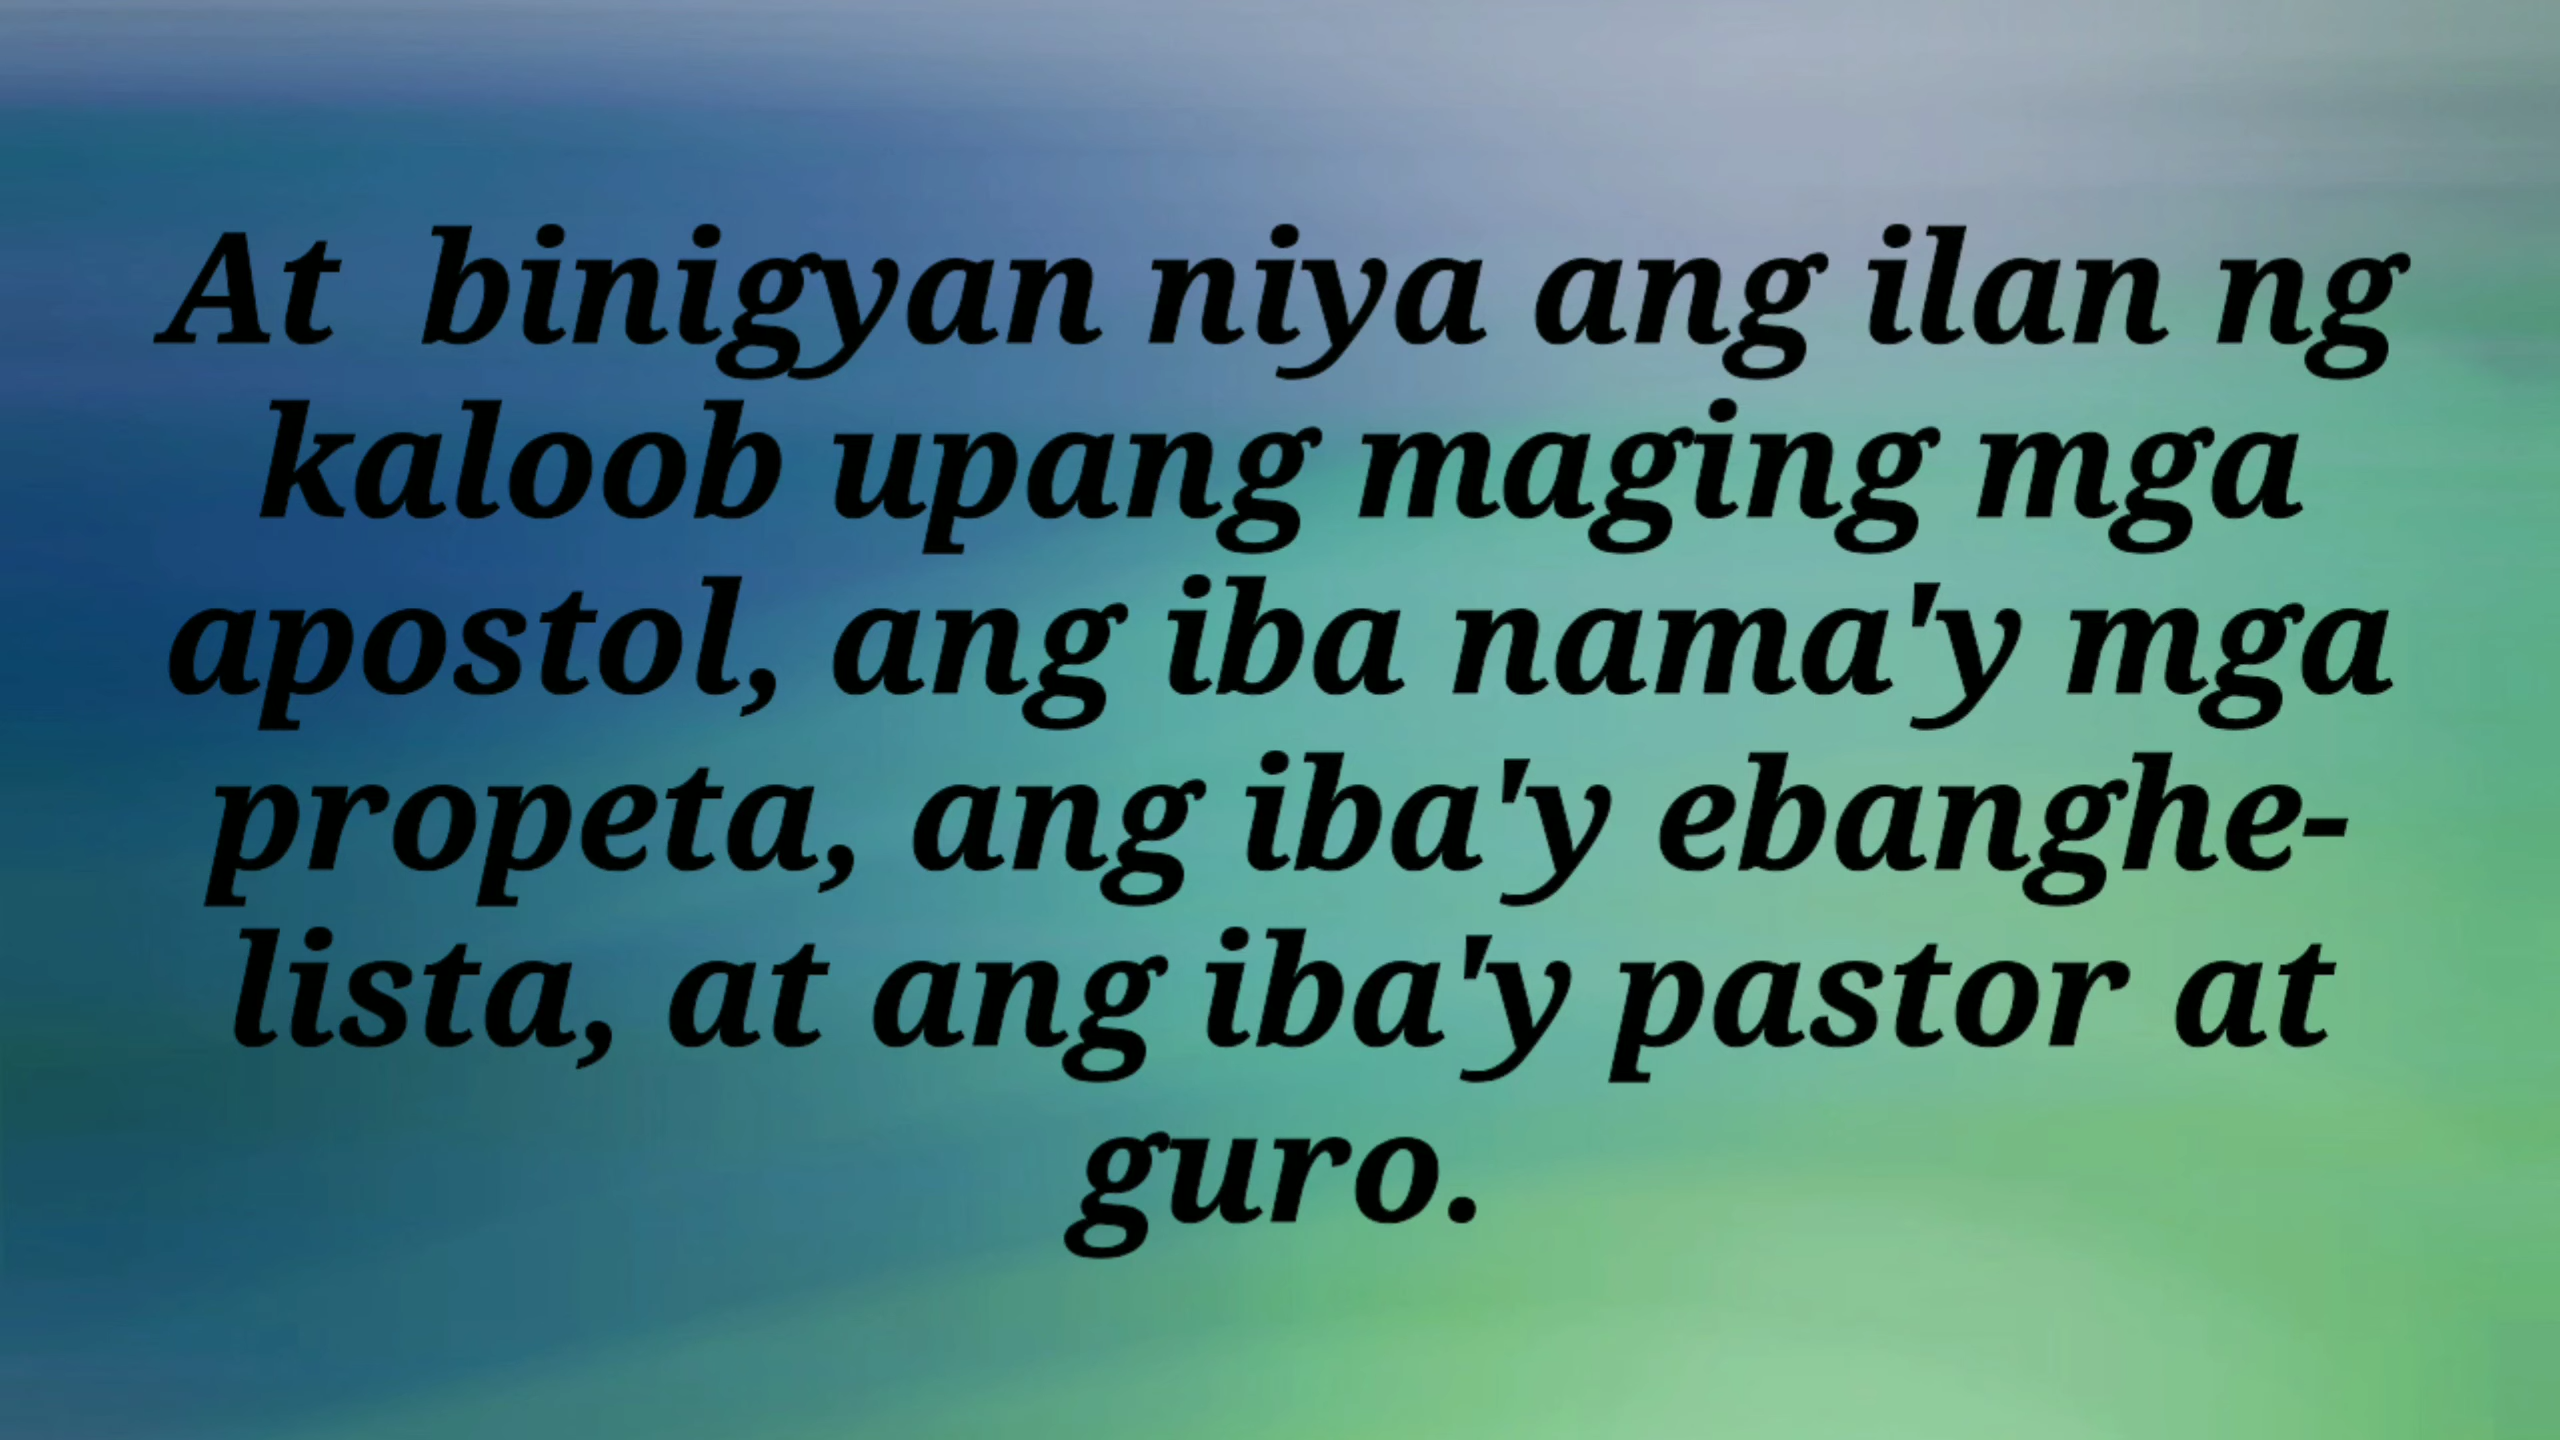 At  binigyan niya ang ilan ng
kaloob upang maging mga
apostol, ang iba nama'y mga
propeta, ang iba'y ebanghe-
lista, at ang iba'y pastor at
guro.